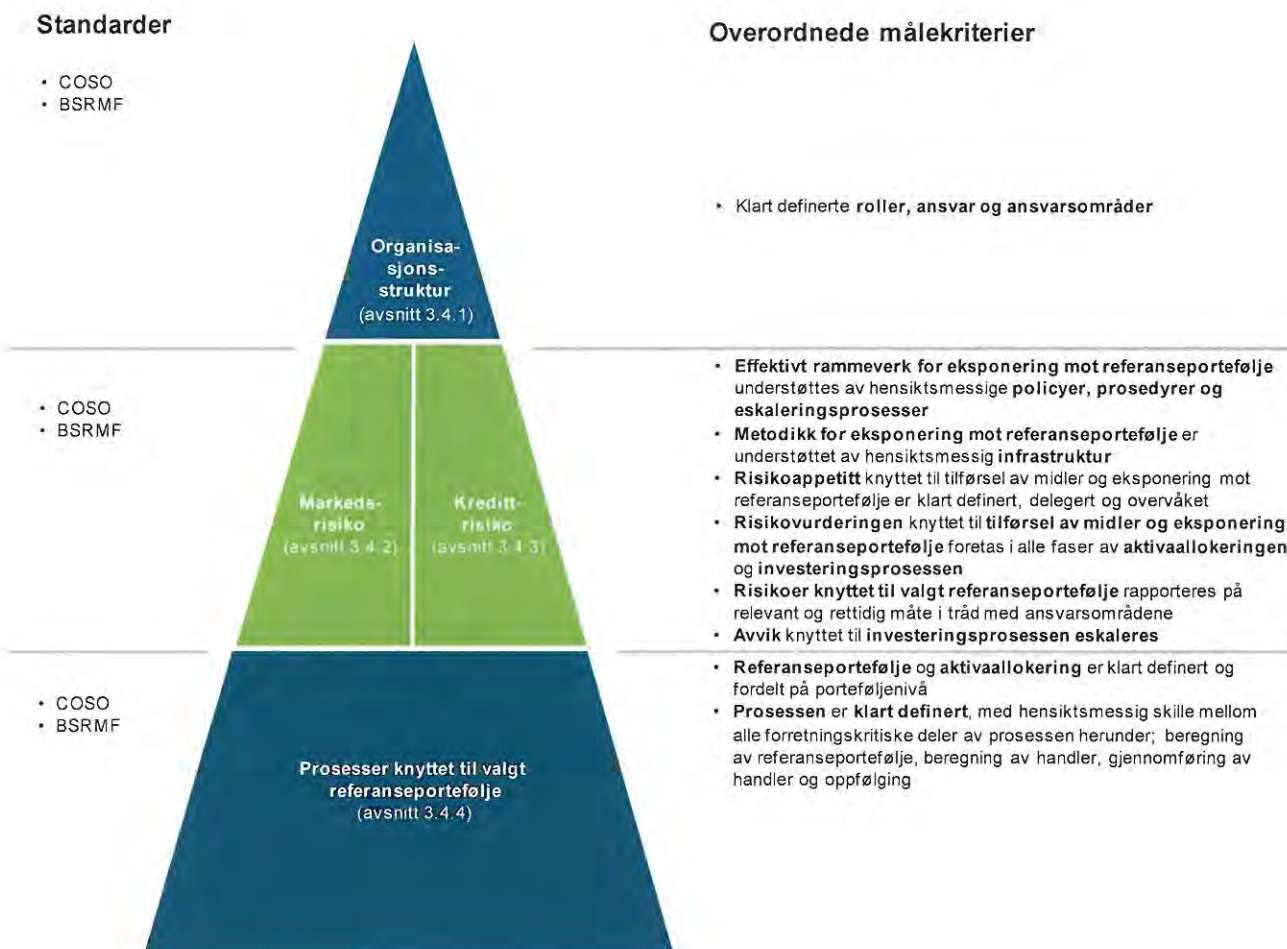 Standarder
Overordnede målekriterier
• COSO
• BSRMF
• Klart definerte roller, ansvar og ansvarsområder
Organisa-
sjons-
struktur
(avsnitt 3.4.1)
• COSO
• BSRMF
Markeds-
risiko
(avsnitt 3.4.2)
Kreditt-
risiko
(avsnitt 3.4.3)
• Effektivt rammeverk for eksponering mot referanseportefølje
understøttes av hensiktsmessige policyer, prosedyrer og
eskaleringsprosesser
• Metodikk for eksponering mot referanseportefølje er
understøttet av hensiktsmessig infrastruktur
• Risikoappetitt knyttet til tilførsel av midler og eksponering mot
referanseportefølje er klart definert, delegert og overvåket
• Risikovurderingen knyttet til tilførsel av midler og eksponering
mot referanseportefølje foretas i alle faser av aktivaallokeringen
og investeringsprosessen
• Risikoer knyttet til valgt referanseportefølje rapporteres på
relevant og rettidig måte i tråd med ansvarsområdene
• Avvik knyttet til investeringsprosessen eskaleres
• COSO
• BSRMF
Prosesser knyttet til valgt
referanseportefølje
(avsnitt 3.4.4)
• Referanseportefølje og aktivaallokering er klart definert og
fordelt på porteføljenivå
• Prosessen er klart definert, med hensiktsmessig skille mellom
alle forretningskritiske deler av prosessen herunder; beregning
av referanseportefølje, beregning av handler, gjennomføring av
handler og oppfølging